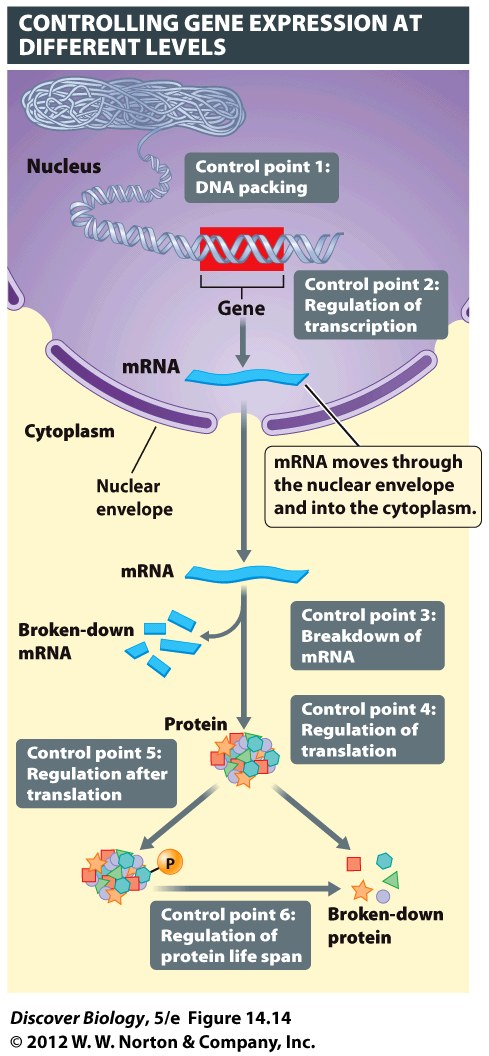 CONTROLLING GENE EXPRESSION AT
DIFFERENT LEVELS
Nucleus
Control point 1:
DNA packing
Gene
Control point 2:
Regulation of
transcription
mRNA
Cytoplasm
Nuclear
envelope
mRNA moves through
the nuclear envelope
and into the cytoplasm.
mRNA
Broken-down
mRNA
Control point 3:
Breakdown of
mRNA
Control point 4:
Regulation of
translation
Protein
Control point 5:
Regulation after
translation
P
Control point 6:
Regulation of
protein life span
Broken-down
protein
Discover Biology, 5/e Figure 14.14
© 2012 W. W. Norton & Company, Inc.